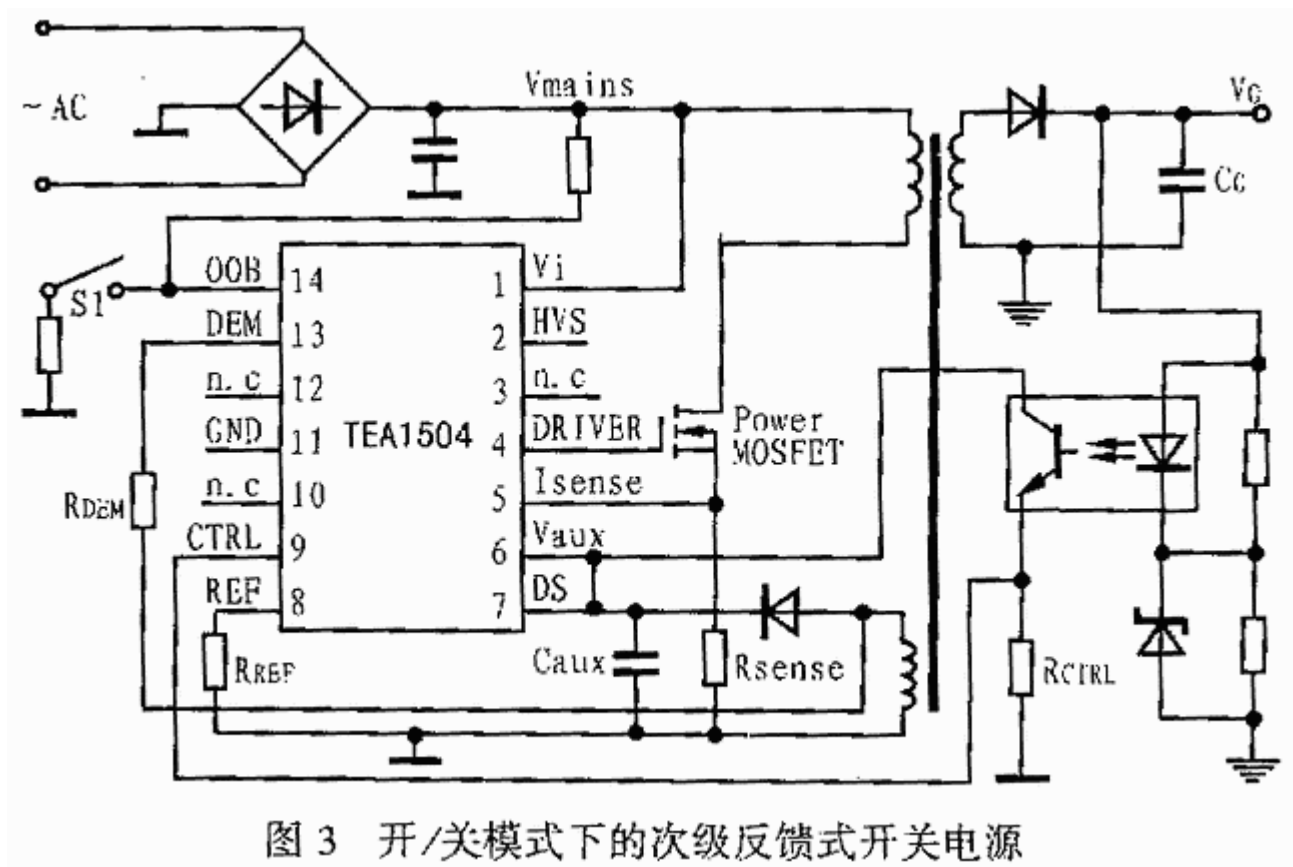 Vmains
Vo
~AC
Co
S1
OOB 14
1 Vi
DEM 13
2 HVS
n.c 12
3 n.c
GND 11
TEA1504
4 DRIVER
Power
MOSFET
n.c 10
5 Isense
RDEM
CTRL 9
6 Vaux
REF 8
7 DS
RREF
Caux
Rsense
RCTRL
图 3 开/关模式下的次级反馈式开关电源